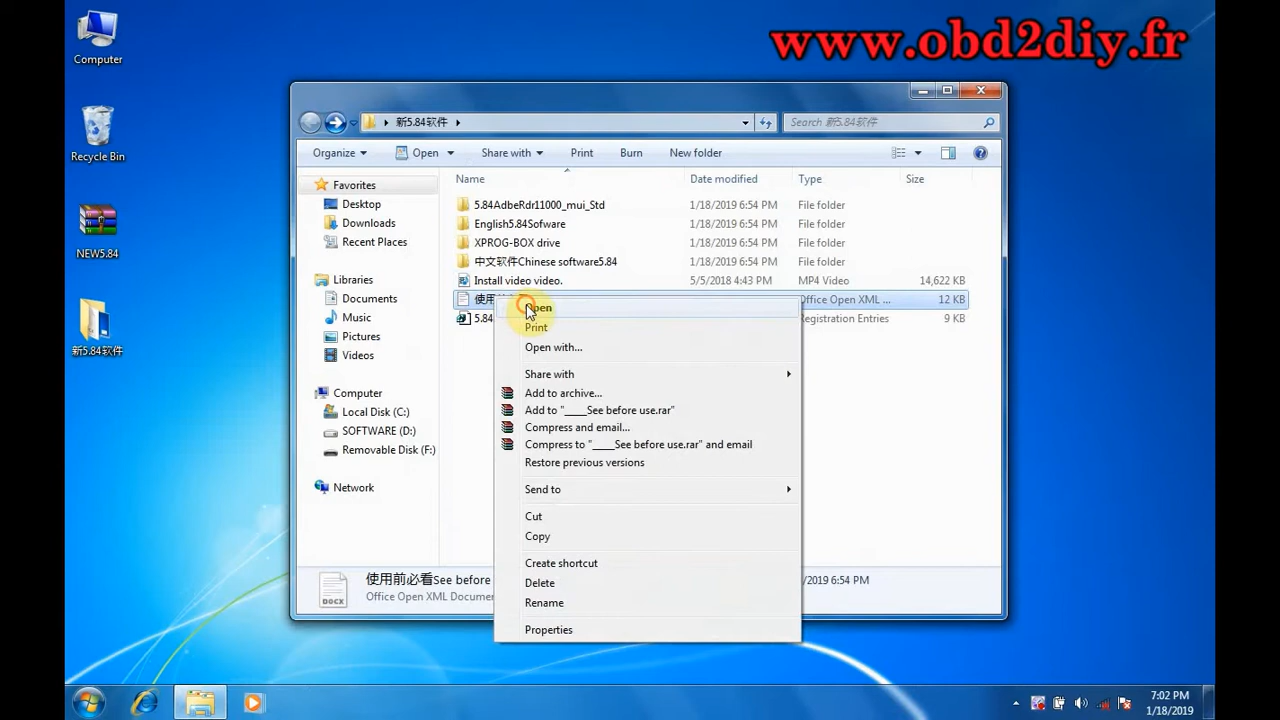 www.obd2diy.fr
Computer
Recycle Bin
NEW5.84
新5.84软件
新5.84软件
Search 新5.84软件
Organize
Open
Share with
Print
Burn
New folder
Name
Date modified
Type
Size
Favorites
Desktop
Downloads
Recent Places
Libraries
Documents
Music
Pictures
Videos
Computer
Local Disk (C:)
SOFTWARE (D:)
Removable Disk (F:)
Network
5.84AdbeRdr11000_mui_Std 1/18/2019 6:54 PM File folder
English5.84Sofware 1/18/2019 6:54 PM File folder
XPROG-BOX drive 1/18/2019 6:54 PM File folder
中文软件Chinese software5.84 1/18/2019 6:54 PM File folder
Install video video. 5/5/2018 4:43 PM MP4 Video 14,622 KB
使用 Office Open XML ... 12 KB
5.84 Registration Entries 9 KB
Open
Print
Open with...
Share with
Add to archive...
Add to "____See before use.rar"
Compress and email...
Compress to "____See before use.rar" and email
Restore previous versions
Send to
Cut
Copy
Create shortcut
Delete
Rename
Properties
DOCX
使用前必看See before
/2019 6:54 PM
Office Open XML Docume
7:02 PM
1/18/2019